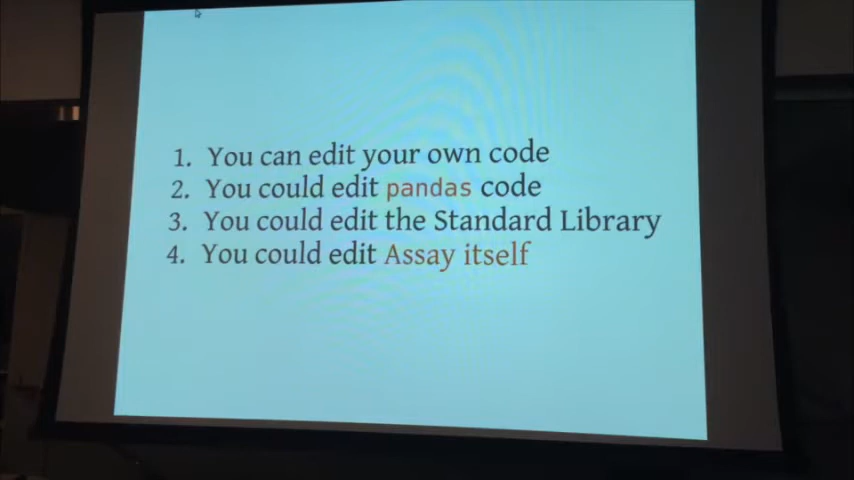 1. You can edit your own code
2. You could edit pandas code
3. You could edit the Standard Library
4. You could edit Assay itself